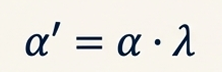 α′ = α · λ